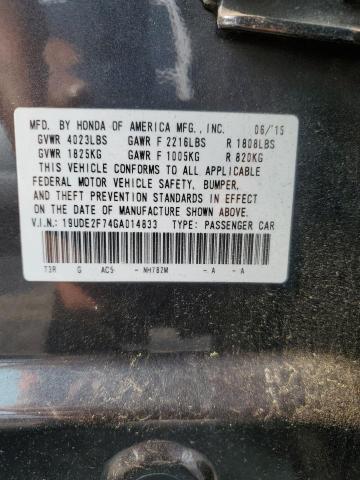 MFD. BY HONDA OF AMERICA MFG., INC. 06/'15
GVWR 4023LBS GAWR F 2216LBS R 1808LBS
GVWR 1825KG GAWR F 1005KG R 820KG
THIS VEHICLE CONFORMS TO ALL APPLICABLE
FEDERAL MOTOR VEHICLE SAFETY, BUMPER,
AND THEFT PREVENTION STANDARDS IN EFFECT
ON THE DATE OF MANUFACTURE SHOWN ABOVE.
V.I.N.: 19UDE2F74GA014833 TYPE: PASSENGER CAR
T3R G AC5 - NH782M - A - A